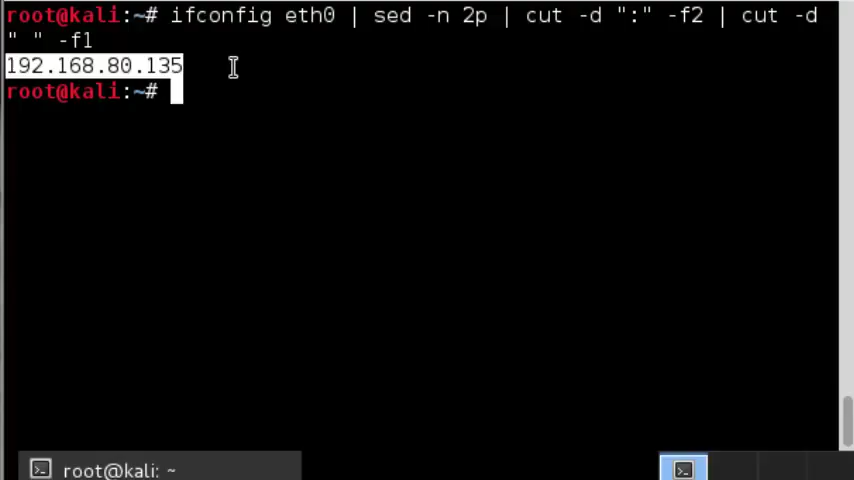 root@kali:~# ifconfig eth0 | sed -n 2p | cut -d ":" -f2 | cut -d
" " -f1
192.168.80.135
root@kali:~#
root@kali: ~